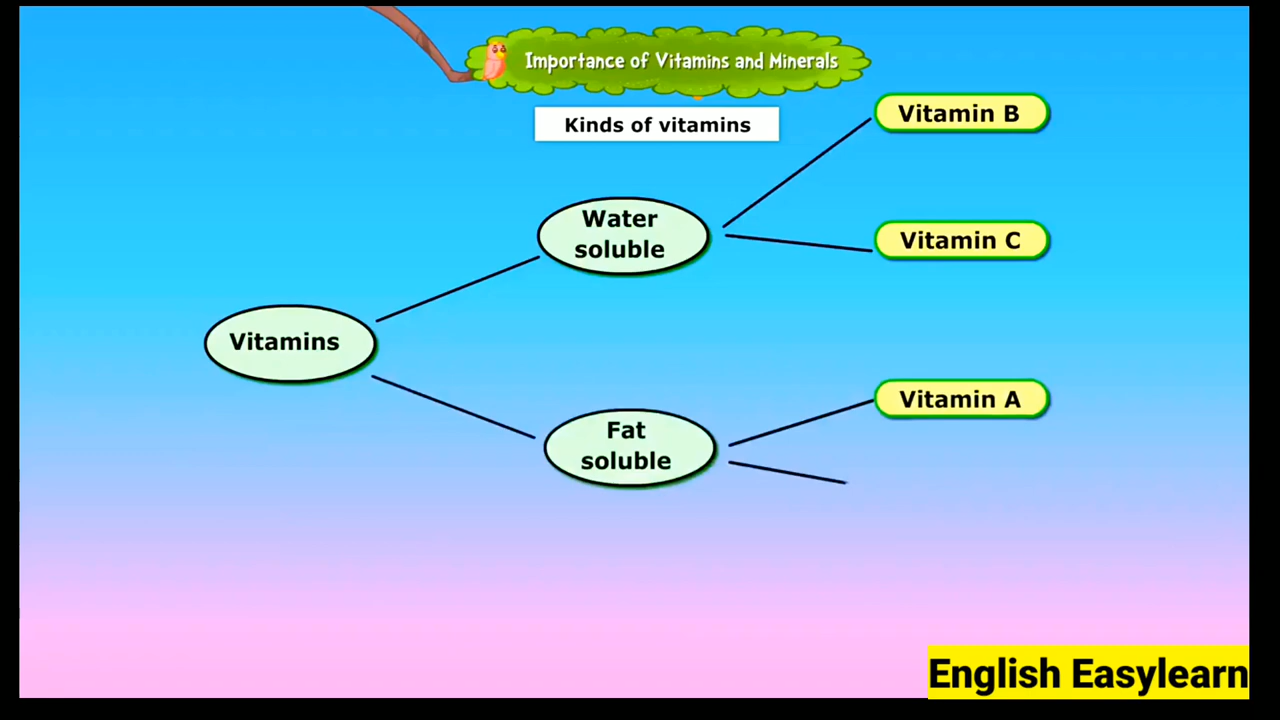 Importance of Vitamins and Minerals
Kinds of vitamins
Vitamin B
Water
soluble
Vitamin C
Vitamins
Vitamin A
Fat
soluble
English Easylearn